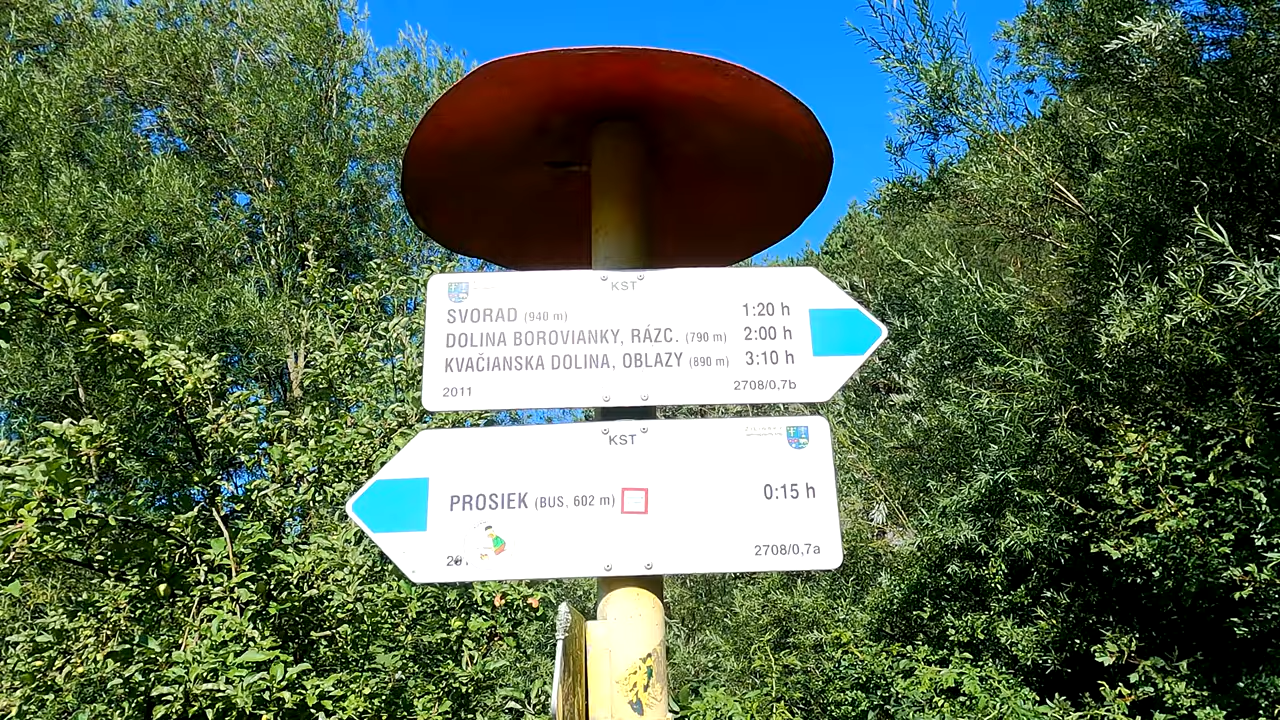 KST
SVORAD (940 m) 1:20 h
DOLINA BOROVIANKY, RÁZC. (790 m) 2:00 h
KVAČIANSKA DOLINA, OBLAZY (890 m) 3:10 h
2011 2708/0,7b
KST
PROSIEK (BUS, 602 m) 0:15 h
2708/0,7a